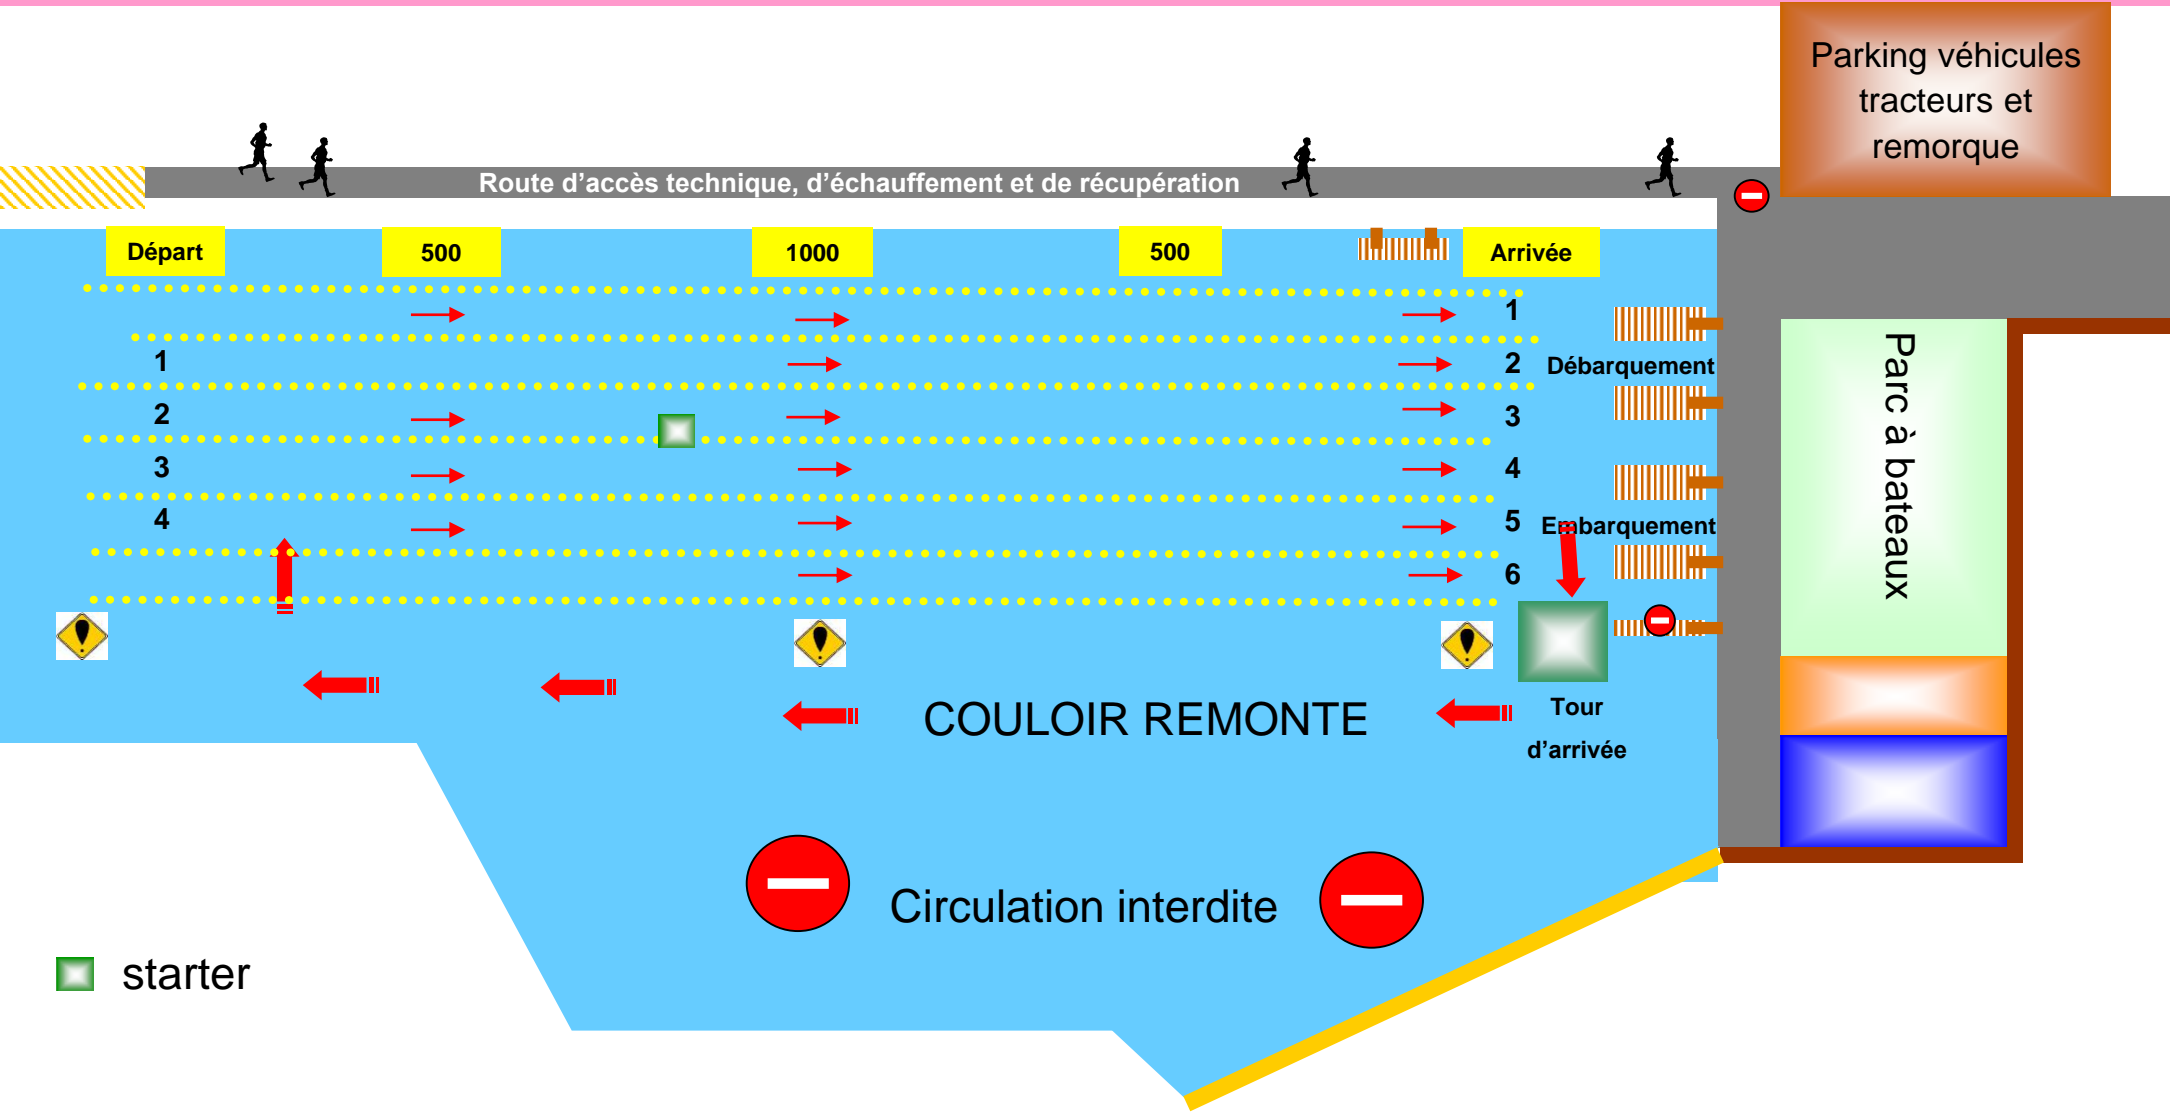 Parking véhicules
tracteurs et
remorque
Route d'accès technique, d'échauffement et de récupération
Départ
500
1000
500
Arrivée
1
1
2
Débarquement
2
3
3
4
4
5
Embarquement
6
Parc à bateaux
COULOIR REMONTE
Tour
d'arrivée
Circulation interdite
starter